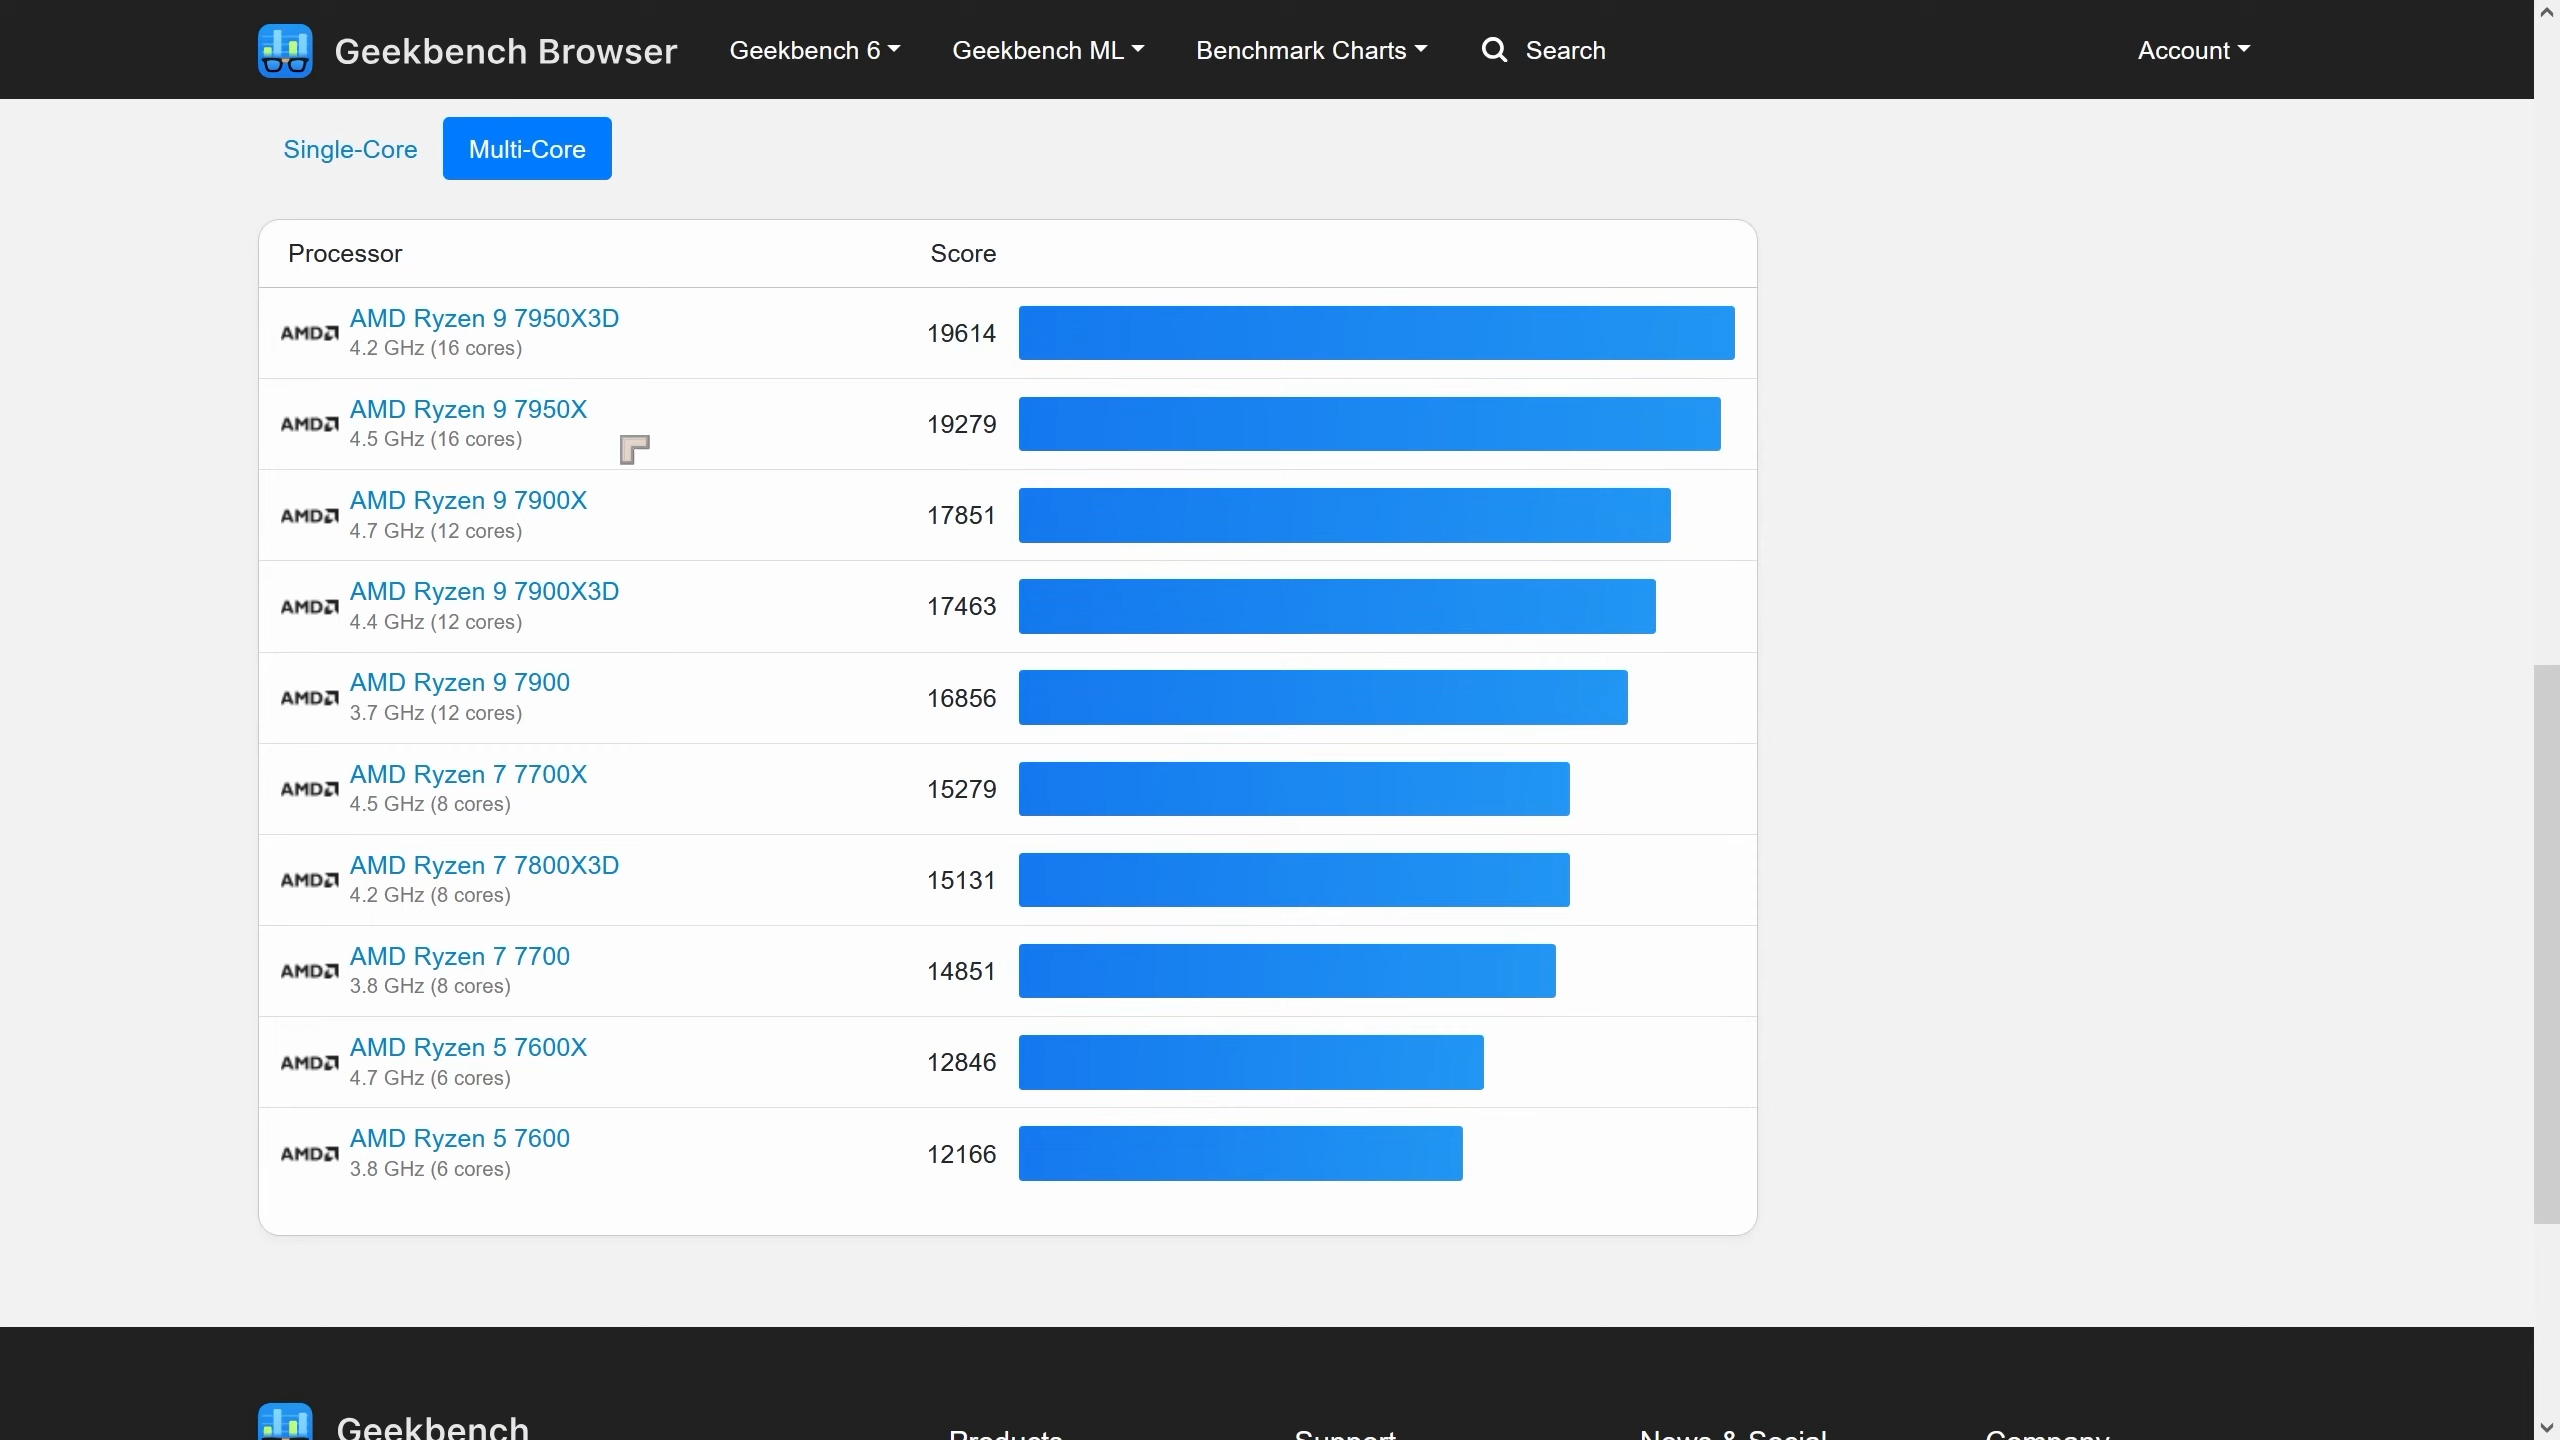 Geekbench Browser
Geekbench 6
Geekbench ML
Benchmark Charts
Search
Account
Single-Core
Multi-Core
Processor
Score
AMD
AMD Ryzen 9 7950X3D
4.2 GHz (16 cores)
19614
AMD
AMD Ryzen 9 7950X
4.5 GHz (16 cores)
19279
AMD
AMD Ryzen 9 7900X
4.7 GHz (12 cores)
17851
AMD
AMD Ryzen 9 7900X3D
4.4 GHz (12 cores)
17463
AMD
AMD Ryzen 9 7900
3.7 GHz (12 cores)
16856
AMD
AMD Ryzen 7 7700X
4.5 GHz (8 cores)
15279
AMD
AMD Ryzen 7 7800X3D
4.2 GHz (8 cores)
15131
AMD
AMD Ryzen 7 7700
3.8 GHz (8 cores)
14851
AMD
AMD Ryzen 5 7600X
4.7 GHz (6 cores)
12846
AMD
AMD Ryzen 5 7600
3.8 GHz (6 cores)
12166
Geekbench
Products
Support
News & Social
Company